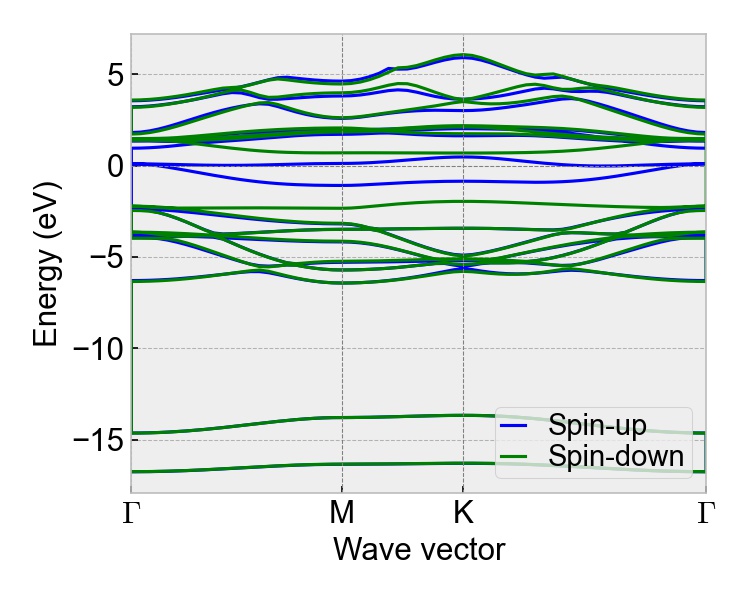 5
0
−5
−10
−15
Energy (eV)
Spin-up
Spin-down
Γ M K Γ
Wave vector